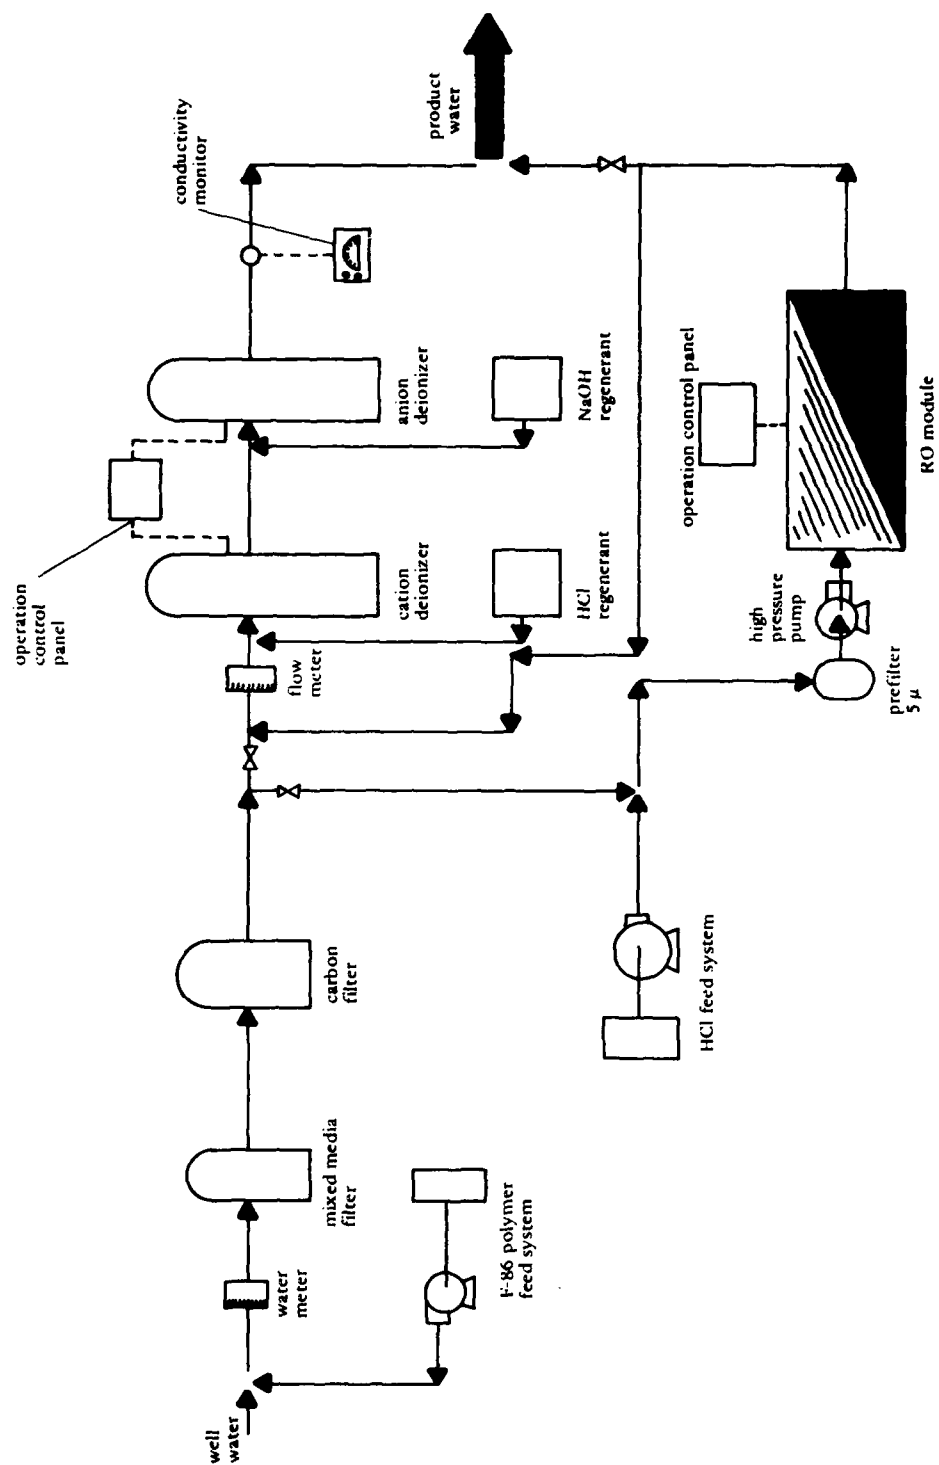 operation
control
panel
conductivity
monitor
well
water
water
meter
mixed media
filter
carbon
filter
flow
meter
cation
deionizer
anion
deionizer
product
water
F-86 polymer
feed system
HCl
regenerant
NaOH
regenerant
HCl feed system
operation control panel
high
pressure
pump
prefilter
5 μ
RO module